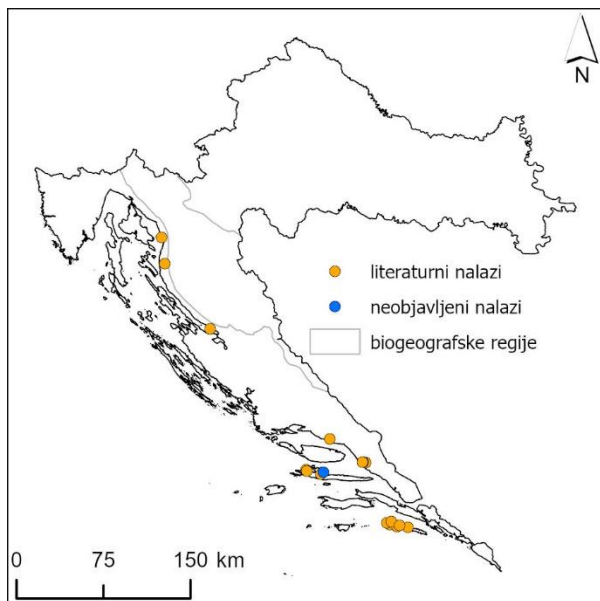 N
literaturni nalazi
neobjavljeni nalazi
biogeografske regije
0 75 150 km